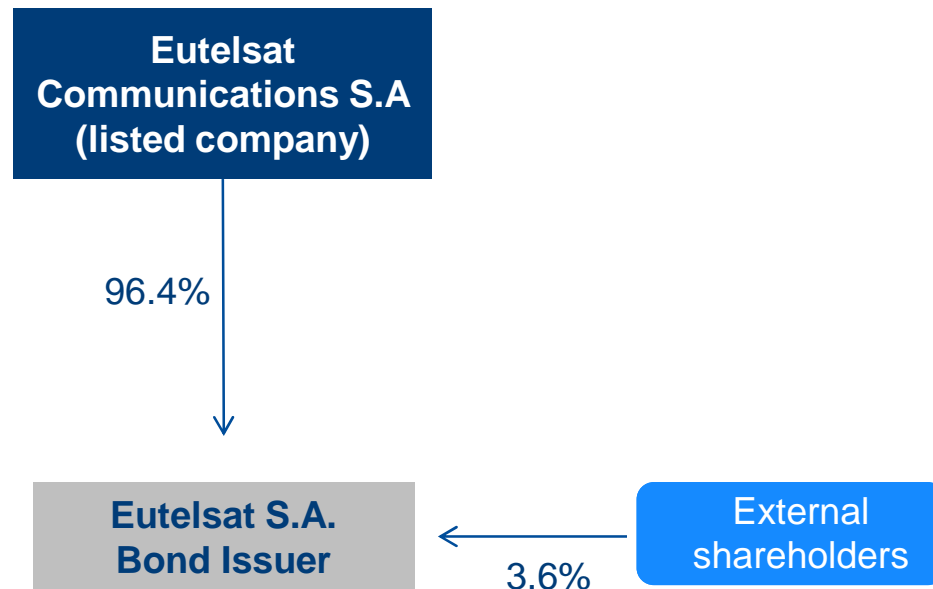 Eutelsat
Communications S.A
(listed company)
96.4%
Eutelsat S.A.
Bond Issuer
External
shareholders
3.6%